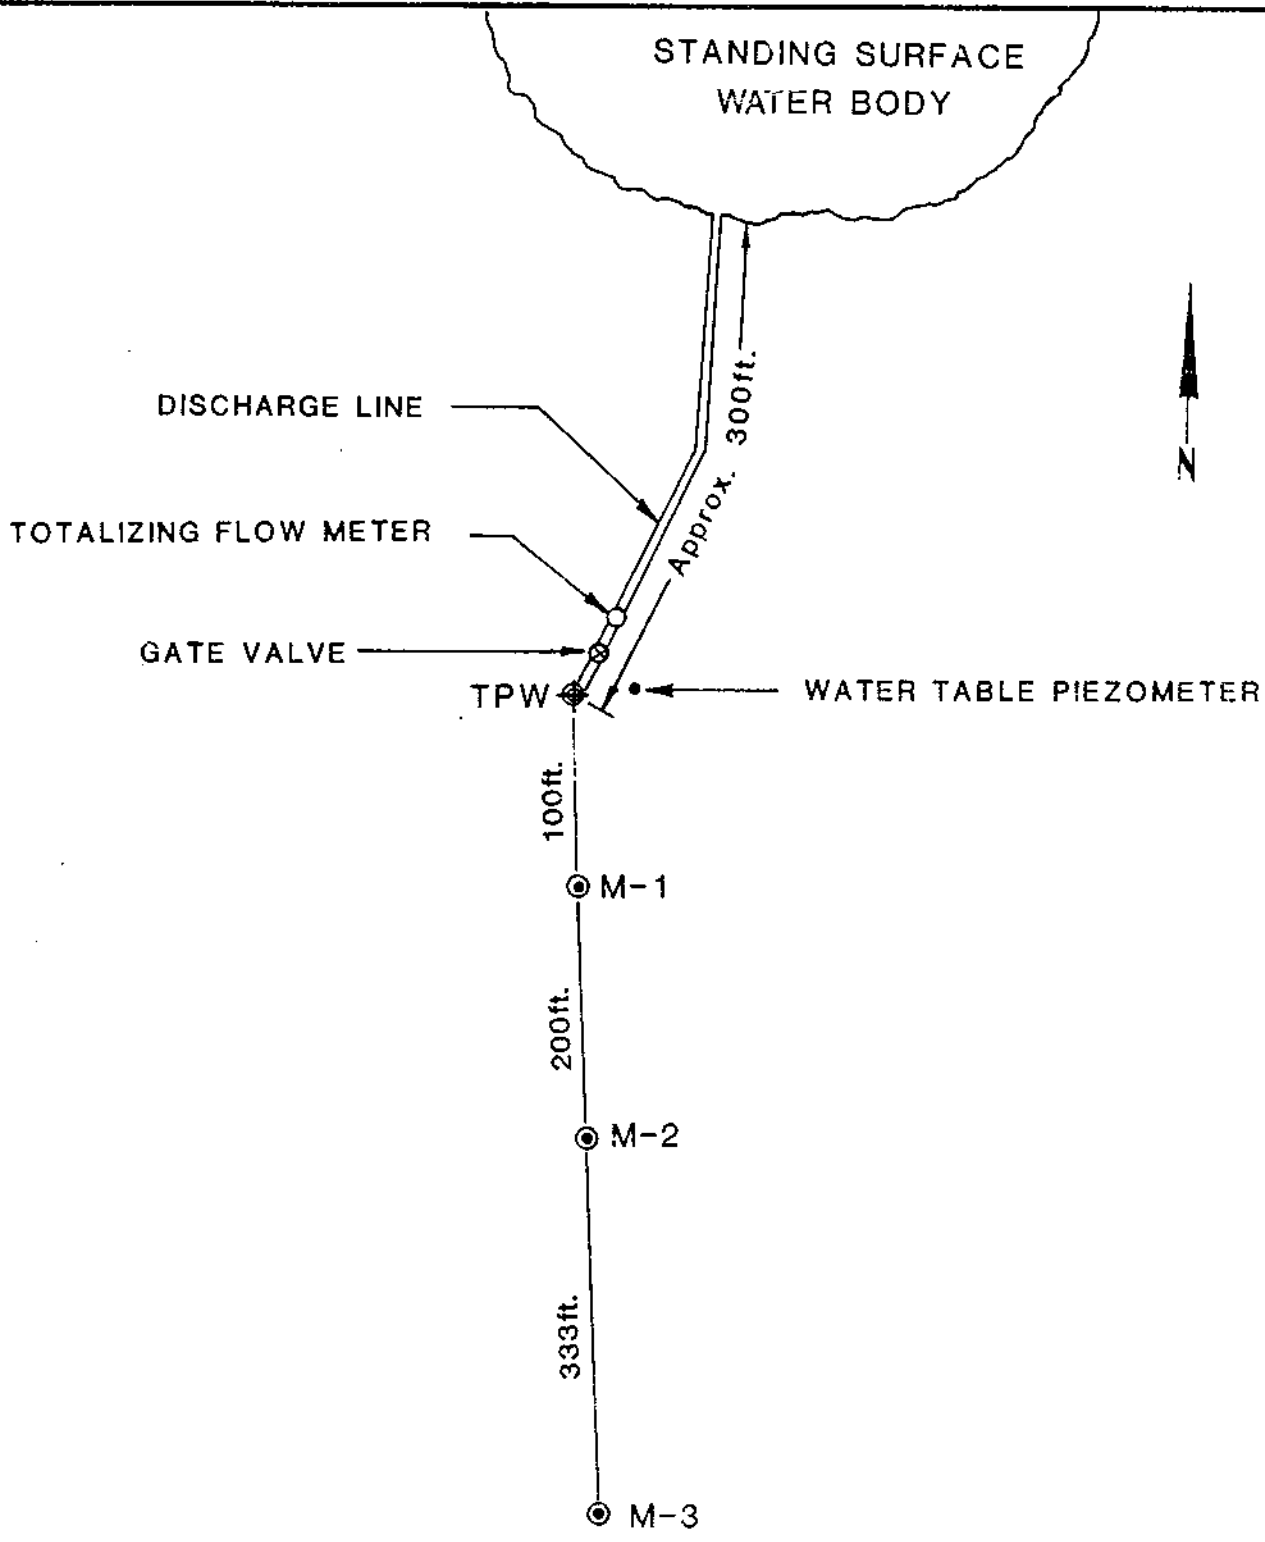 STANDING SURFACE
WATER BODY
DISCHARGE LINE
Approx. 300ft.
N
TOTALIZING FLOW METER
GATE VALVE
TPW
WATER TABLE PIEZOMETER
100ft.
M-1
200ft.
M-2
333ft.
M-3